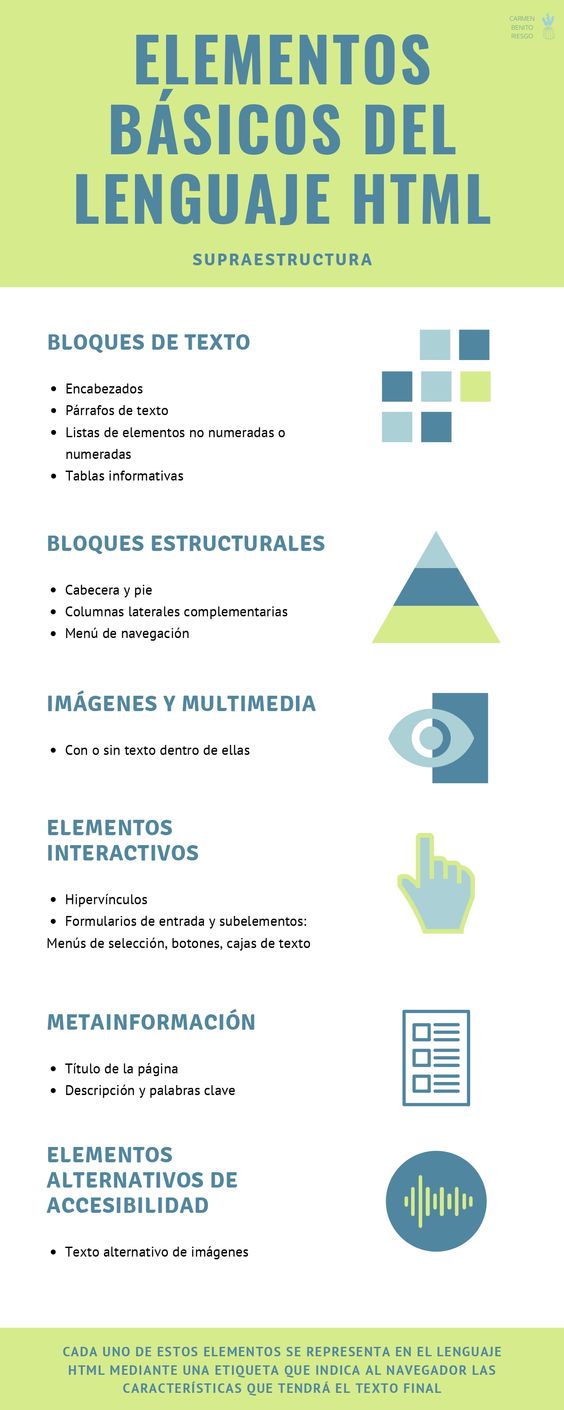 CARMEN
BENITO
RIESGO
ELEMENTOS
BÁSICOS DEL
LENGUAJE HTML
SUPRAESTRUCTURA
BLOQUES DE TEXTO
• Encabezados
• Párrafos de texto
• Listas de elementos no numeradas o
numeradas
• Tablas informativas
BLOQUES ESTRUCTURALES
• Cabecera y pie
• Columnas laterales complementarias
• Menú de navegación
IMÁGENES Y MULTIMEDIA
• Con o sin texto dentro de ellas
ELEMENTOS
INTERACTIVOS
• Hipervínculos
• Formularios de entrada y subelementos:
Menús de selección, botones, cajas de texto
METAINFORMACIÓN
• Título de la página
• Descripción y palabras clave
ELEMENTOS
ALTERNATIVOS DE
ACCESIBILIDAD
• Texto alternativo de imágenes
CADA UNO DE ESTOS ELEMENTOS SE REPRESENTA EN EL LENGUAJE
HTML MEDIANTE UNA ETIQUETA QUE INDICA AL NAVEGADOR LAS
CARACTERÍSTICAS QUE TENDRÁ EL TEXTO FINAL